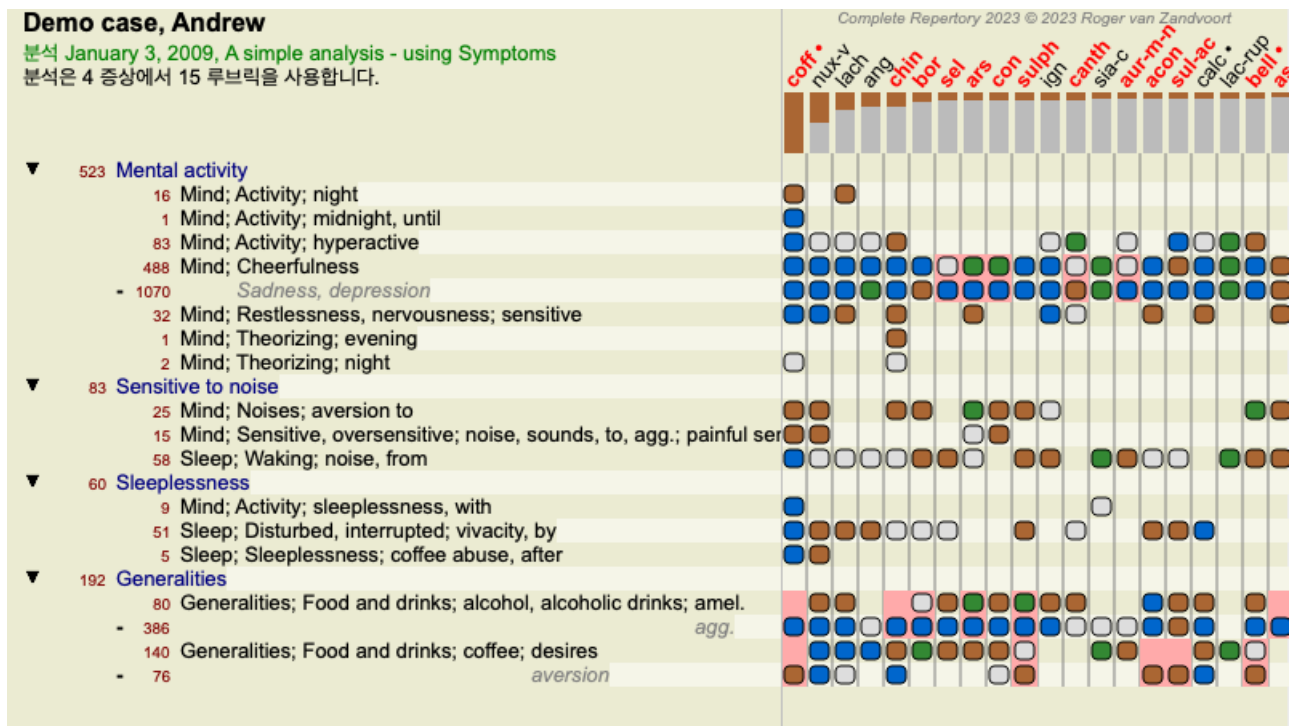 Demo case, Andrew
Complete Repertory 2023 © 2023 Roger van Zandvoort
분석 January 3, 2009, A simple analysis - using Symptoms
분석은 4 증상에서 15 루브릭을 사용합니다.
coff • nux-v lach ang chin bor sel ars con sulph ign canth sia-c aur-m-n acon sul-ac calc • lac-rup bell • as
▼ 523 Mental activity
16 Mind; Activity; night
1 Mind; Activity; midnight, until
83 Mind; Activity; hyperactive
488 Mind; Cheerfulness
- 1070 Sadness, depression
32 Mind; Restlessness, nervousness; sensitive
1 Mind; Theorizing; evening
2 Mind; Theorizing; night
▼ 83 Sensitive to noise
25 Mind; Noises; aversion to
15 Mind; Sensitive, oversensitive; noise, sounds, to, agg.; painful ser
58 Sleep; Waking; noise, from
▼ 60 Sleeplessness
9 Mind; Activity; sleeplessness, with
51 Sleep; Disturbed, interrupted; vivacity, by
5 Sleep; Sleeplessness; coffee abuse, after
▼ 192 Generalities
80 Generalities; Food and drinks; alcohol, alcoholic drinks; amel.
- 386 agg.
140 Generalities; Food and drinks; coffee; desires
- 76 aversion